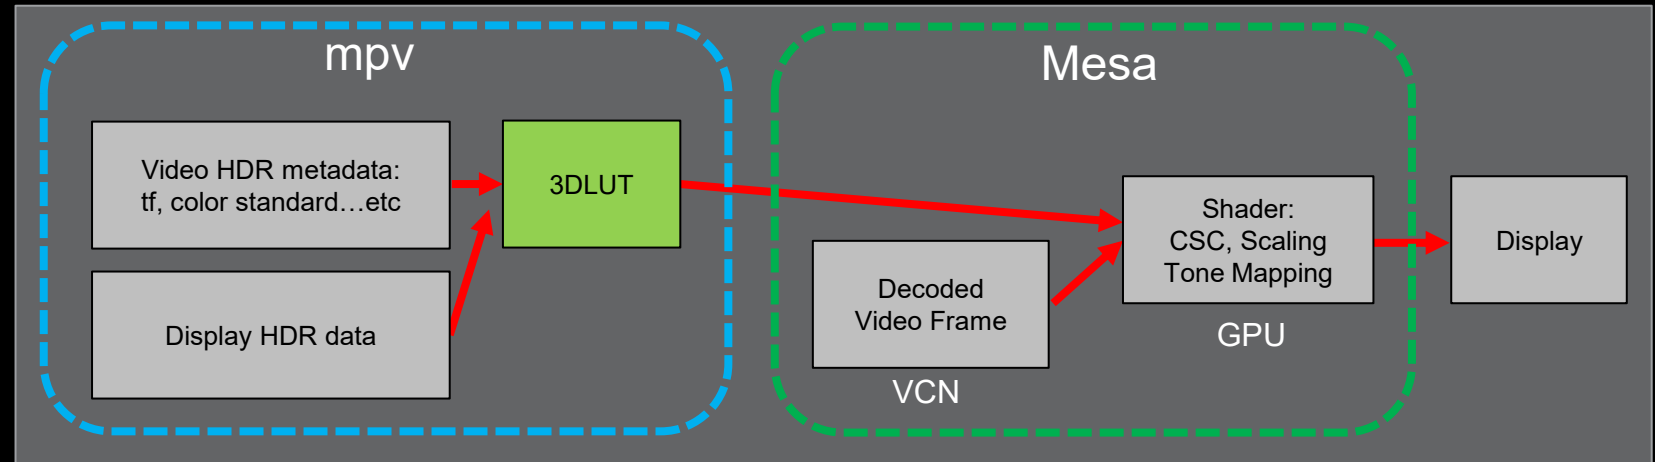 mpv
Video HDR metadata:
tf, color standard…etc
3DLUT
Display HDR data
Mesa
Decoded
Video Frame
VCN
Shader:
CSC, Scaling
Tone Mapping
GPU
Display